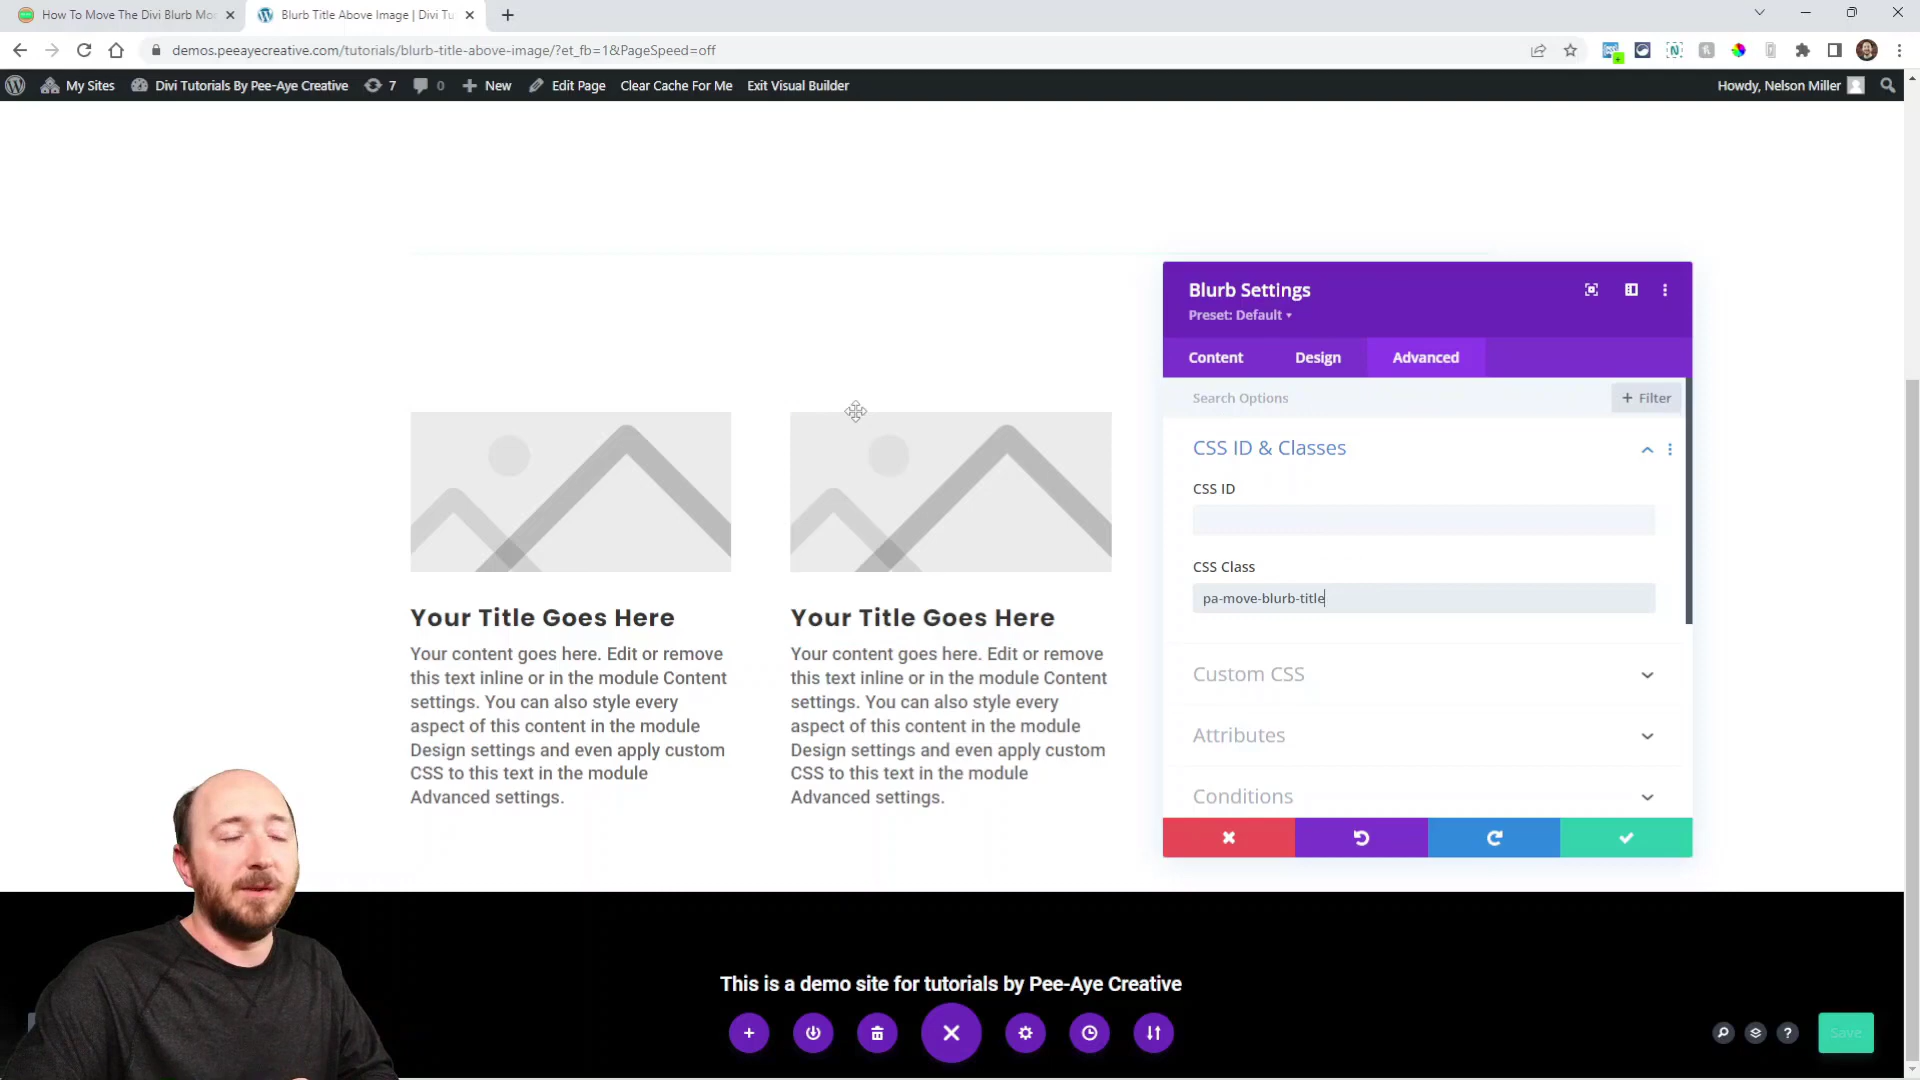 How To Move The Divi Blurb Mo
Blurb Title Above Image | Divi Tu
demos.peeayecreative.com/tutorials/blurb-title-above-image/?et_fb=1&PageSpeed=off
My Sites
Divi Tutorials By Pee-Aye Creative
7
0
New
Edit Page
Clear Cache For Me
Exit Visual Builder
Howdy, Nelson Miller
Blurb Settings
Preset: Default
Content
Design
Advanced
Search Options
+ Filter
CSS ID & Classes
CSS ID
CSS Class
pa-move-blurb-title
Custom CSS
Attributes
Conditions
Your Title Goes Here
Your content goes here. Edit or remove
this text inline or in the module Content
settings. You can also style every
aspect of this content in the module
Design settings and even apply custom
CSS to this text in the module
Advanced settings.
Your Title Goes Here
Your content goes here. Edit or remove
this text inline or in the module Content
settings. You can also style every
aspect of this content in the module
Design settings and even apply custom
CSS to this text in the module
Advanced settings.
This is a demo site for tutorials by Pee-Aye Creative
?
Save